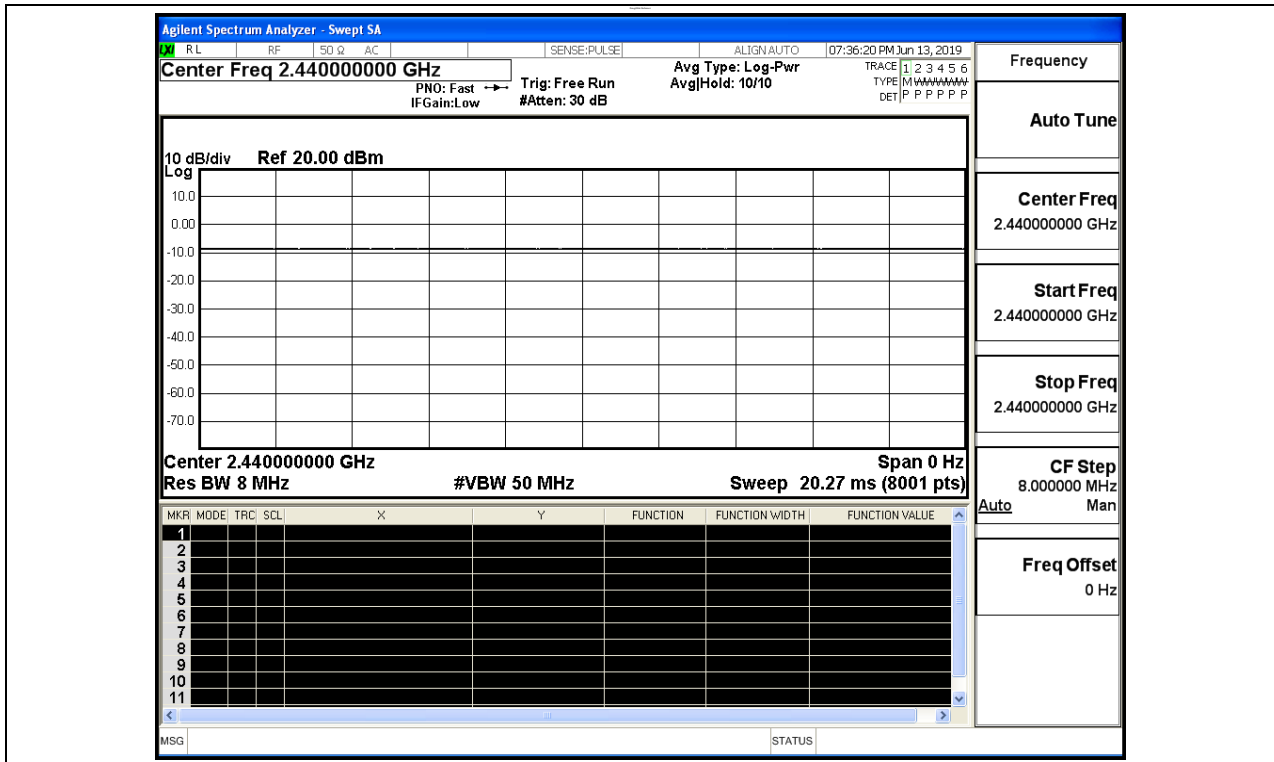 Agilent Spectrum Analyzer - Swept SA
LXI RL RF 50 Ω AC SENSE:PULSE ALIGN AUTO 07:36:20 PM Jun 13, 2019
Center Freq 2.440000000 GHz
PNO: Fast
IFGain:Low
Trig: Free Run
#Atten: 30 dB
Avg Type: Log-Pwr
Avg|Hold: 10/10
TRACE 1 2 3 4 5 6
TYPE M W W W W W
DET P P P P P P
10 dB/div Ref 20.00 dBm
Log
10.0
0.00
-10.0
-20.0
-30.0
-40.0
-50.0
-60.0
-70.0
Center 2.440000000 GHz Span 0 Hz
Res BW 8 MHz #VBW 50 MHz Sweep 20.27 ms (8001 pts)
MKR MODE TRC SCL X Y FUNCTION FUNCTION WIDTH FUNCTION VALUE
1
2
3
4
5
6
7
8
9
10
11
MSG STATUS
Frequency
Auto Tune
Center Freq
2.440000000 GHz
Start Freq
2.440000000 GHz
Stop Freq
2.440000000 GHz
CF Step
8.000000 MHz
Auto Man
Freq Offset
0 Hz